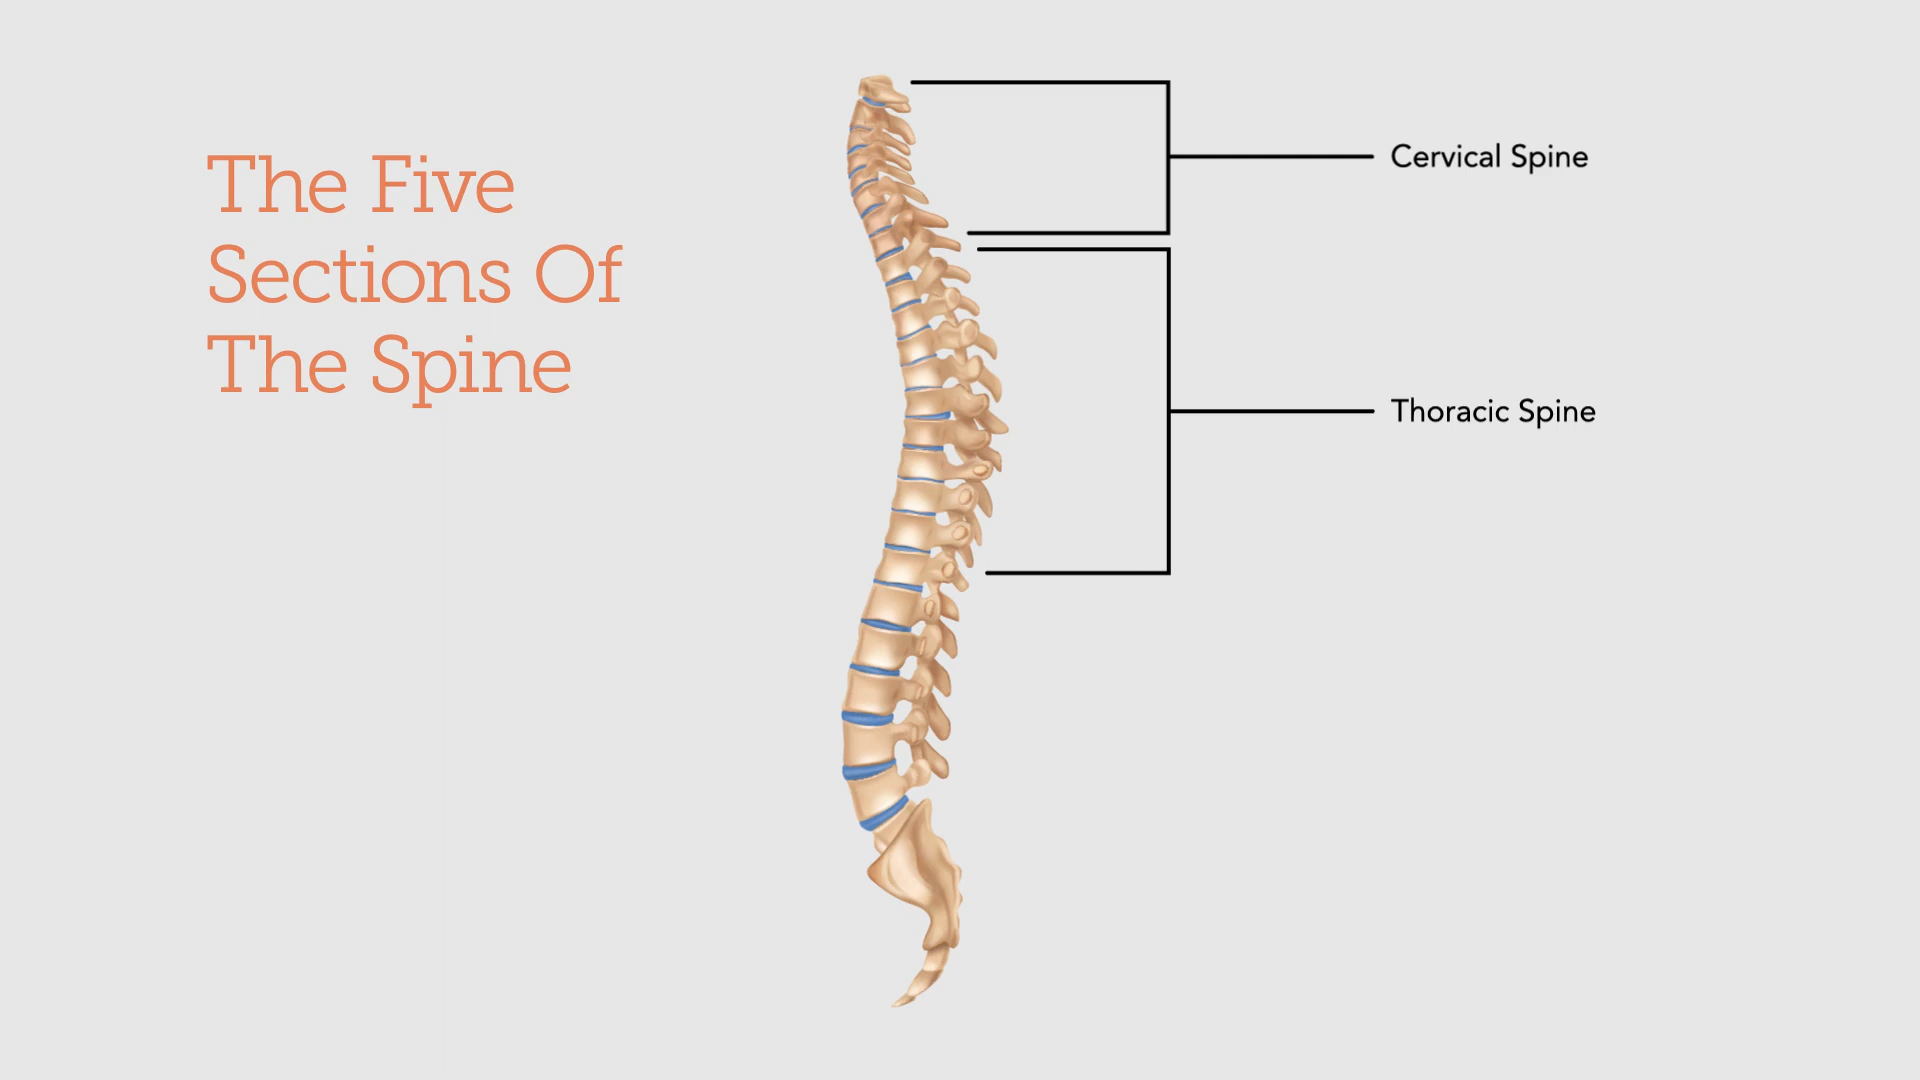 The Five
Sections Of
The Spine
Cervical Spine
Thoracic Spine